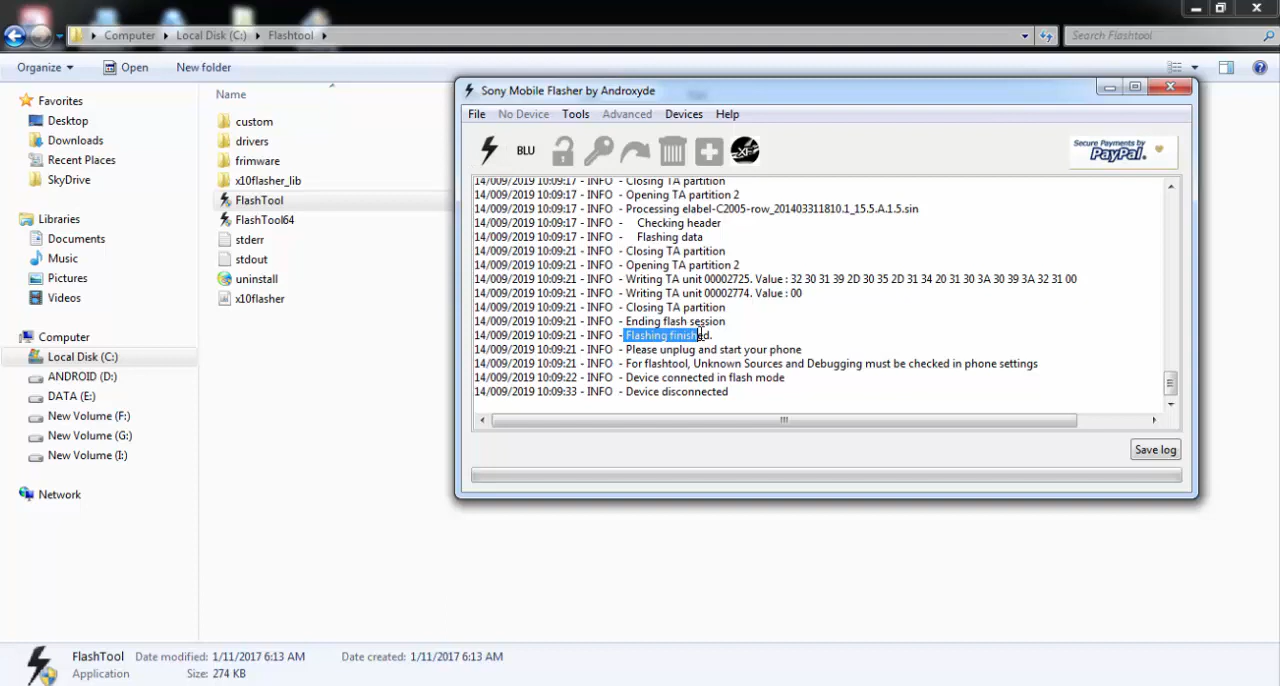 Computer
Local Disk (C:)
Flashtool
Search Flashtool
Organize
Open
New folder
Favorites
Desktop
Downloads
Recent Places
SkyDrive
Libraries
Documents
Music
Pictures
Videos
Computer
Local Disk (C:)
ANDROID (D:)
DATA (E:)
New Volume (F:)
New Volume (G:)
New Volume (I:)
Network
Name
custom
drivers
frimware
x10flasher_lib
FlashTool
FlashTool64
stderr
stdout
uninstall
x10flasher
Sony Mobile Flasher by Androxyde
File No Device Tools Advanced Devices Help
BLU
Secure Payments by
PayPal.
14/009/2019 10:09:17 - INFO - Closing TA partition
14/009/2019 10:09:17 - INFO - Opening TA partition 2
14/009/2019 10:09:17 - INFO - Processing elabel-C2005-row_201403311810.1_15.5.A.1.5.sin
14/009/2019 10:09:17 - INFO - Checking header
14/009/2019 10:09:17 - INFO - Flashing data
14/009/2019 10:09:21 - INFO - Closing TA partition
14/009/2019 10:09:21 - INFO - Opening TA partition 2
14/009/2019 10:09:21 - INFO - Writing TA unit 00002725. Value : 32 30 31 39 2D 30 35 2D 31 34 20 31 30 3A 30 39 3A 32 31 00
14/009/2019 10:09:21 - INFO - Writing TA unit 00002774. Value : 00
14/009/2019 10:09:21 - INFO - Closing TA partition
14/009/2019 10:09:21 - INFO - Ending flash session
14/009/2019 10:09:21 - INFO - Flashing finished.
14/009/2019 10:09:21 - INFO - Please unplug and start your phone
14/009/2019 10:09:21 - INFO - For flashtool, Unknown Sources and Debugging must be checked in phone settings
14/009/2019 10:09:22 - INFO - Device connected in flash mode
14/009/2019 10:09:33 - INFO - Device disconnected
Save log
FlashTool Date modified: 1/11/2017 6:13 AM Date created: 1/11/2017 6:13 AM
Application Size: 274 KB